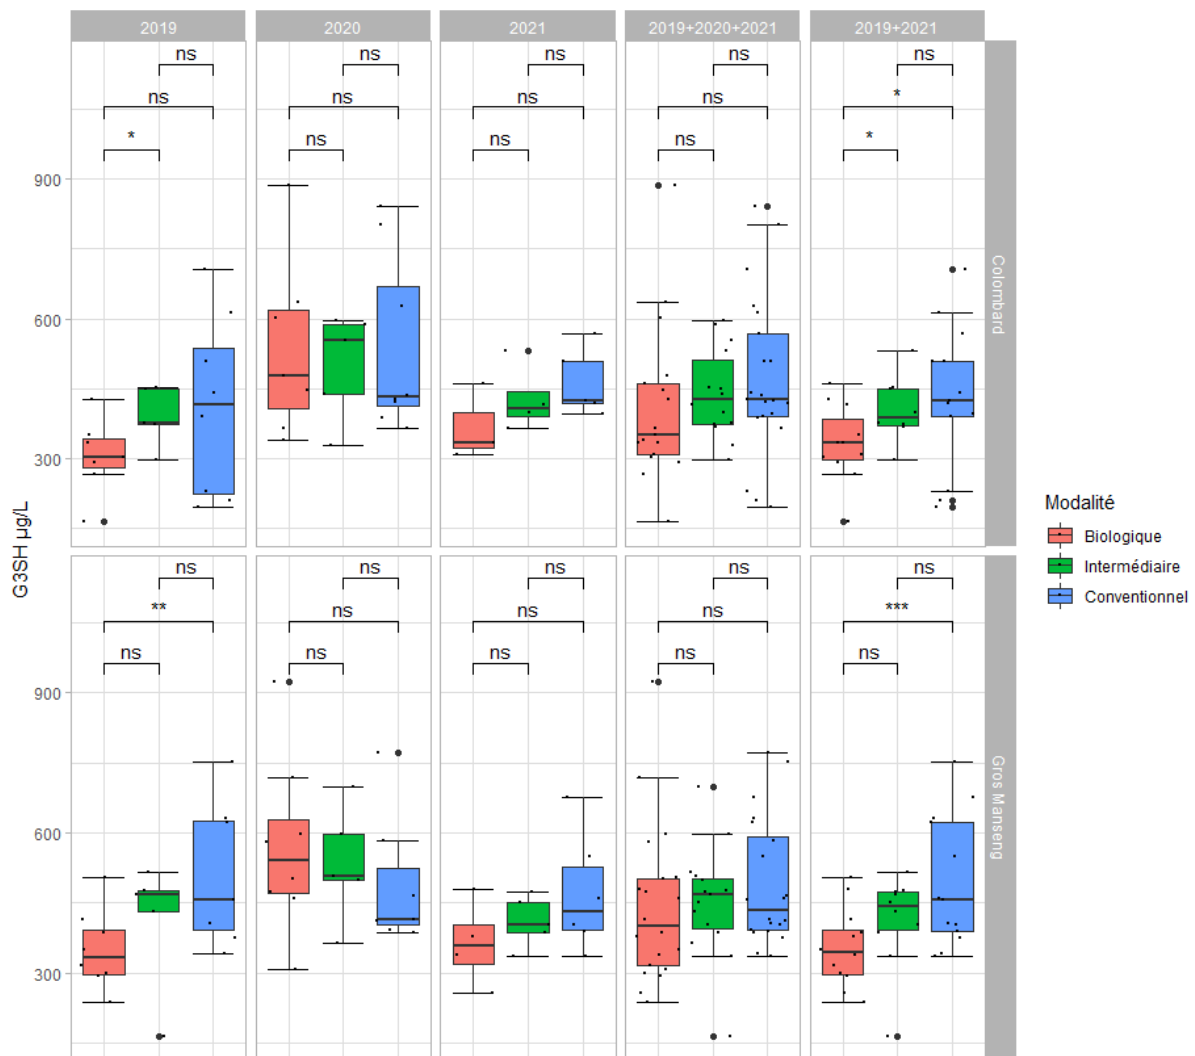 2019 2020 2021 2019+2020+2021 2019+2021
ns ns ns ns ns
ns ns ns ns *
* ns ns ns *
900
600
300
Colombard
G3SH µg/L
ns ns ns ns ns
** ns ns ns ***
ns ns ns ns ns
900
600
300
Gros Manseng
Modalité
Biologique
Intermédiaire
Conventionnel